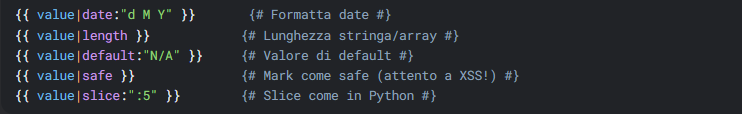 {{ value|date:"d M Y" }}       {# Formatta date #}
{{ value|length }}            {# Lunghezza stringa/array #}
{{ value|default:"N/A" }}     {# Valore di default #}
{{ value|safe }}              {# Mark come safe (attento a XSS!) #}
{{ value|slice:":5" }}        {# Slice come in Python #}